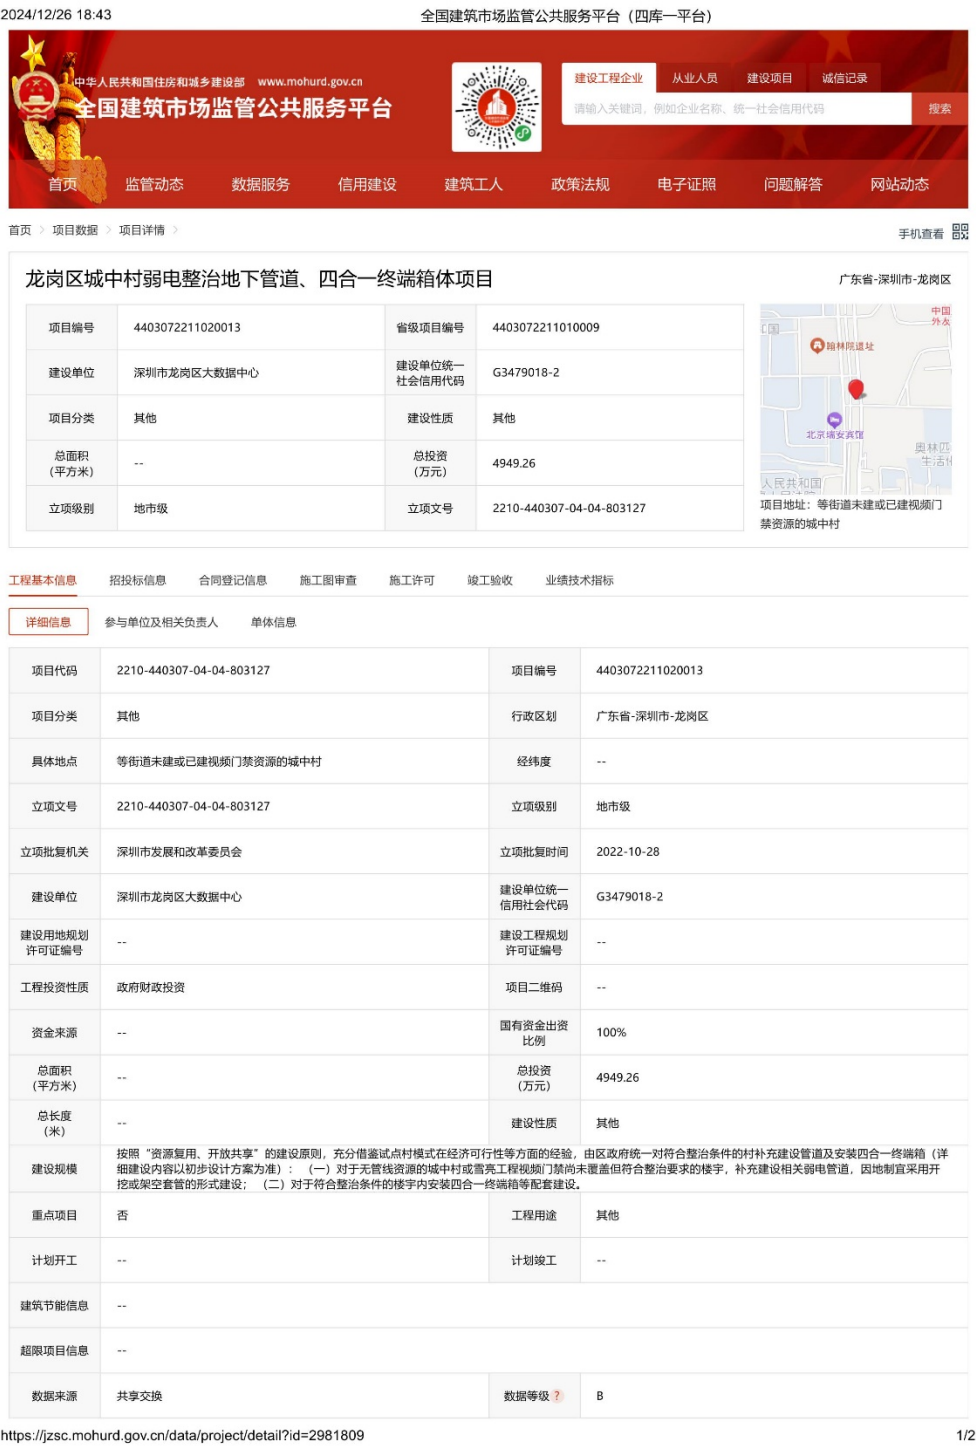 2024/12/26 18:43
全国建筑市场监管公共服务平台（四库一平台）
中华人民共和国住房和城乡建设部 www.mohurd.gov.cn
全国建筑市场监管公共服务平台
建设工程企业 从业人员 建设项目 诚信记录
请输入关键词，例如企业名称、统一社会信用代码 搜索
首页 监管动态 数据服务 信用建设 建筑工人 政策法规 电子证照 问题解答 网站动态
首页 > 项目数据 > 项目详情 >
手机查看
龙岗区城中村弱电整治地下管道、四合一终端箱体项目
广东省-深圳市-龙岗区
项目编号 4403072211020013 省级项目编号 4403072211010009
建设单位 深圳市龙岗区大数据中心 建设单位统一
社会信用代码 G3479018-2
项目分类 其他 建设性质 其他
总面积
（平方米） -- 总投资
（万元） 4949.26
立项级别 地市级 立项文号 2210-440307-04-04-803127
中国
外友
翰林院遗址
北京瑞安宾馆
奥林匹
生活
人民共和国
项目地址：等街道未建或已建视频门
禁资源的城中村
工程基本信息 招投标信息 合同登记信息 施工图审查 施工许可 竣工验收 业绩技术指标
详细信息 参与单位及相关负责人 单体信息
项目代码 2210-440307-04-04-803127 项目编号 4403072211020013
项目分类 其他 行政区划 广东省-深圳市-龙岗区
具体地点 等街道未建或已建视频门禁资源的城中村 经纬度 --
立项文号 2210-440307-04-04-803127 立项级别 地市级
立项批复机关 深圳市发展和改革委员会 立项批复时间 2022-10-28
建设单位 深圳市龙岗区大数据中心 建设单位统一
信用社会代码 G3479018-2
建设用地规划
许可证编号 -- 建设工程规划
许可证编号 --
工程投资性质 政府财政投资 项目二维码 --
资金来源 -- 国有资金出资
比例 100%
总面积
（平方米） -- 总投资
（万元） 4949.26
总长度
（米） -- 建设性质 其他
建设规模 按照“资源复用、开放共享”的建设原则，充分借鉴试点村模式在经济可行性等方面的经验，由区政府统一对符合整治条件的村补充建设管道及安装四合一终端箱（详
细建设内容以初步设计方案为准）： （一）对于无管线资源的城中村或雪亮工程视频门禁尚未覆盖但符合整治要求的楼宇，补充建设相关弱电管道，因地制宜采用开
挖或架空套管的形式建设； （二）对于符合整治条件的楼宇内安装四合一终端箱等配套建设。
重点项目 否 工程用途 其他
计划开工 -- 计划竣工 --
建筑节能信息 --
超限项目信息 --
数据来源 共享交换 数据等级 ? B
https://jzsc.mohurd.gov.cn/data/project/detail?id=2981809
1/2